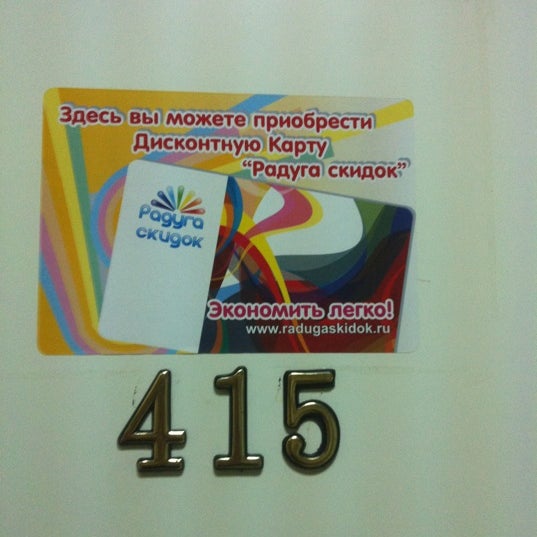 Здесь вы можете приобрести
Дисконтную Карту
“Радуга скидок”
Радуга
скидок
Экономить легко!
www.radugaskidok.ru
415